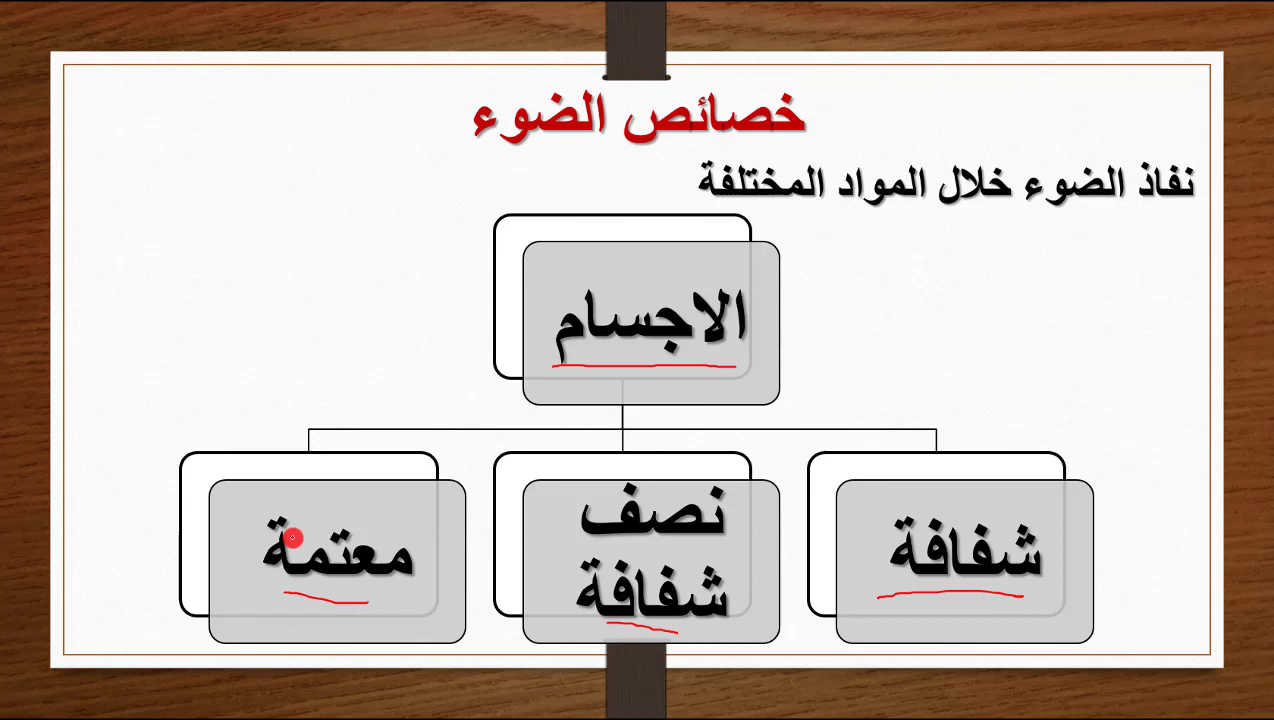 خصائص الضوء
نفاذ الضوء خلال المواد المختلفة
الاجسام
شفافة
نصف
شفافة
معتمة